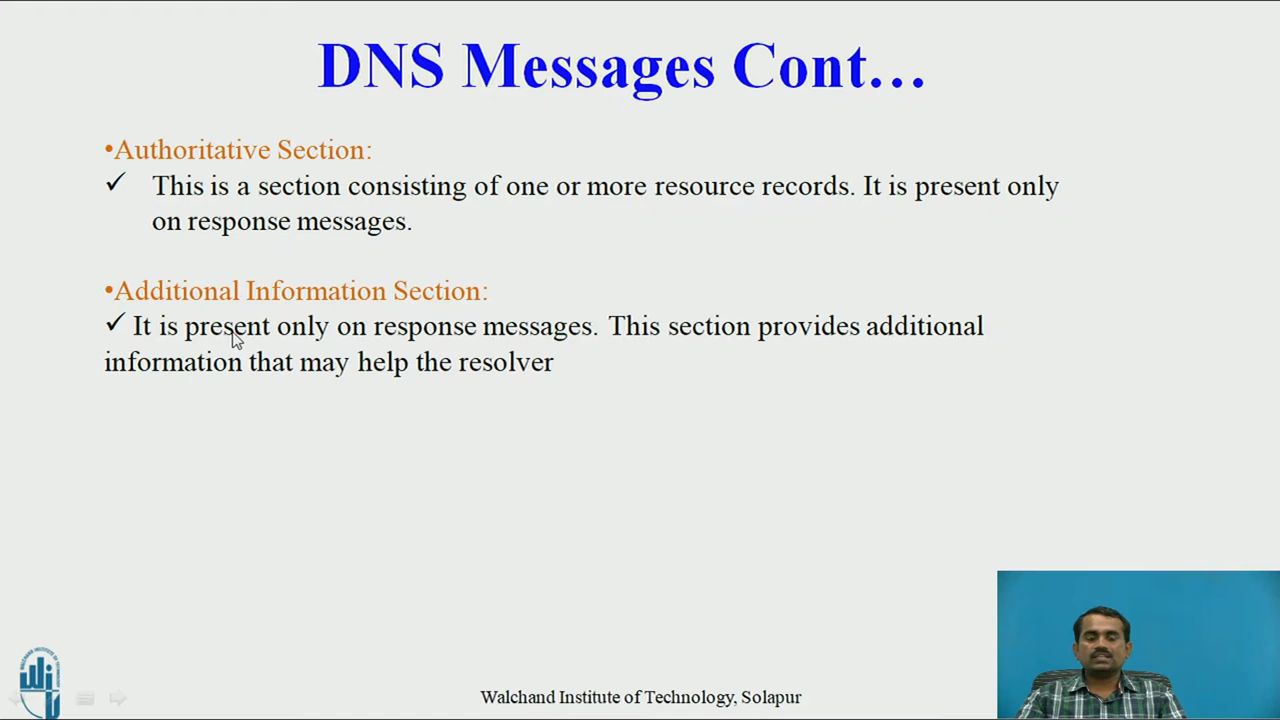 DNS Messages Cont...
•Authoritative Section:
✓ This is a section consisting of one or more resource records. It is present only
on response messages.
•Additional Information Section:
✓ It is present only on response messages. This section provides additional
information that may help the resolver
Walchand Institute of Technology, Solapur